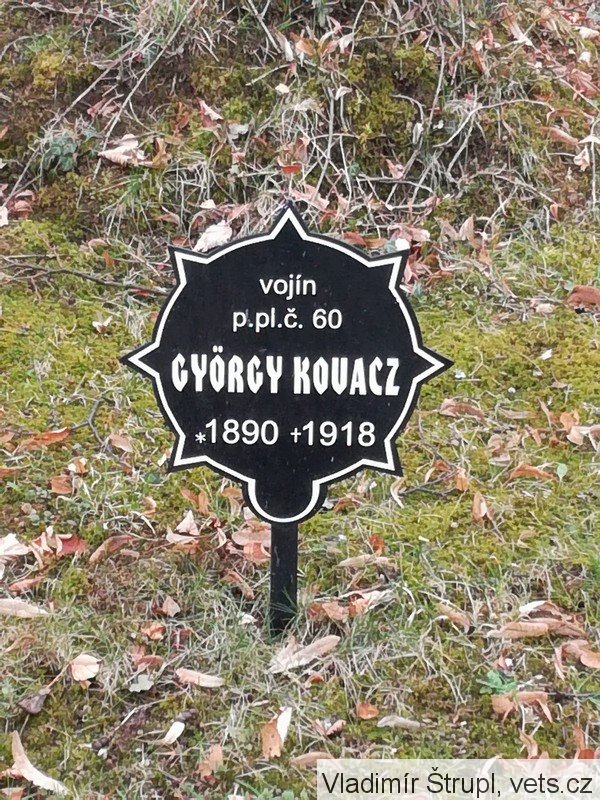 vojín
p.pl.č. 60
GYÖRGY KOVACZ
*1890 +1918
Vladimír Štrupl, vets.cz